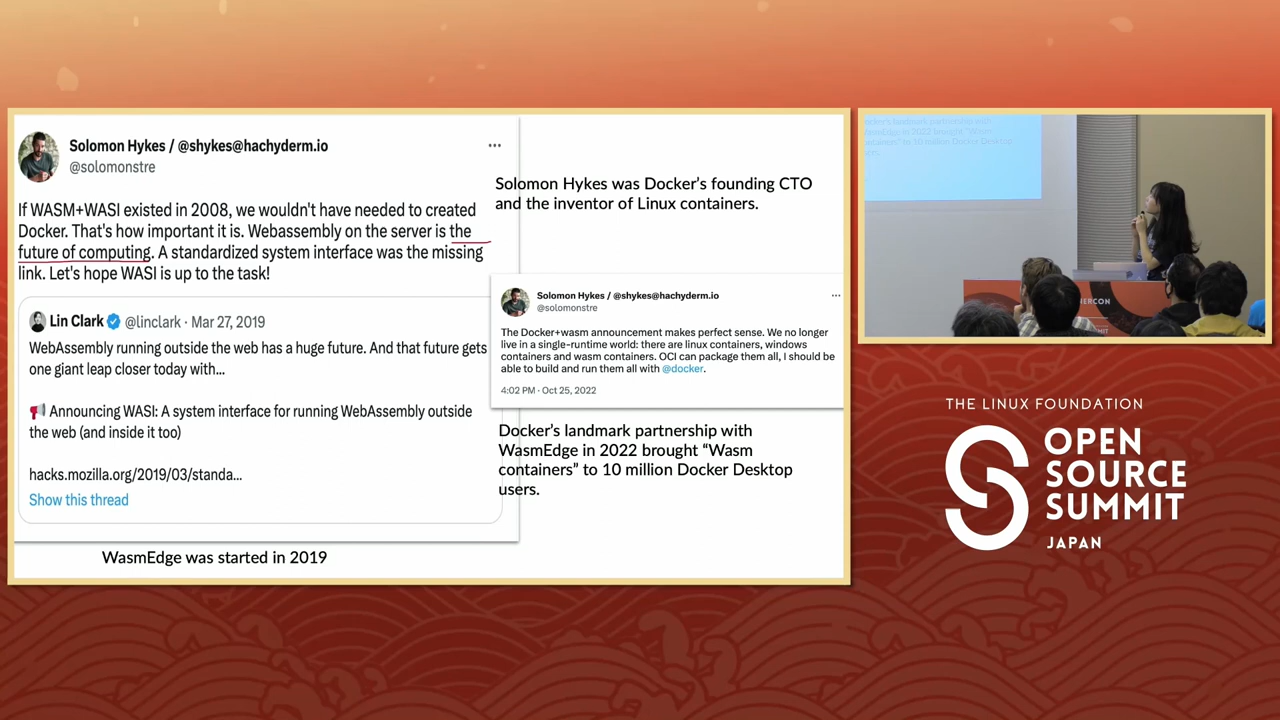 Solomon Hykes / @shykes@hachyderm.io
@solomonstre
If WASM+WASI existed in 2008, we wouldn't have needed to created
Docker. That's how important it is. Webassembly on the server is the
future of computing. A standardized system interface was the missing
link. Let's hope WASI is up to the task!
Lin Clark @linclark · Mar 27, 2019
WebAssembly running outside the web has a huge future. And that future gets
one giant leap closer today with...
Announcing WASI: A system interface for running WebAssembly outside
the web (and inside it too)
hacks.mozilla.org/2019/03/standa...
Show this thread
WasmEdge was started in 2019
Solomon Hykes was Docker's founding CTO
and the inventor of Linux containers.
Solomon Hykes / @shykes@hachyderm.io
@solomonstre
The Docker+wasm announcement makes perfect sense. We no longer
live in a single-runtime world: there are linux containers, windows
containers and wasm containers. OCI can package them all, I should be
able to build and run them all with @docker.
4:02 PM · Oct 25, 2022
Docker's landmark partnership with
WasmEdge in 2022 brought “Wasm
containers” to 10 million Docker Desktop
users.
THE LINUX FOUNDATION
OPEN
SOURCE
SUMMIT
JAPAN